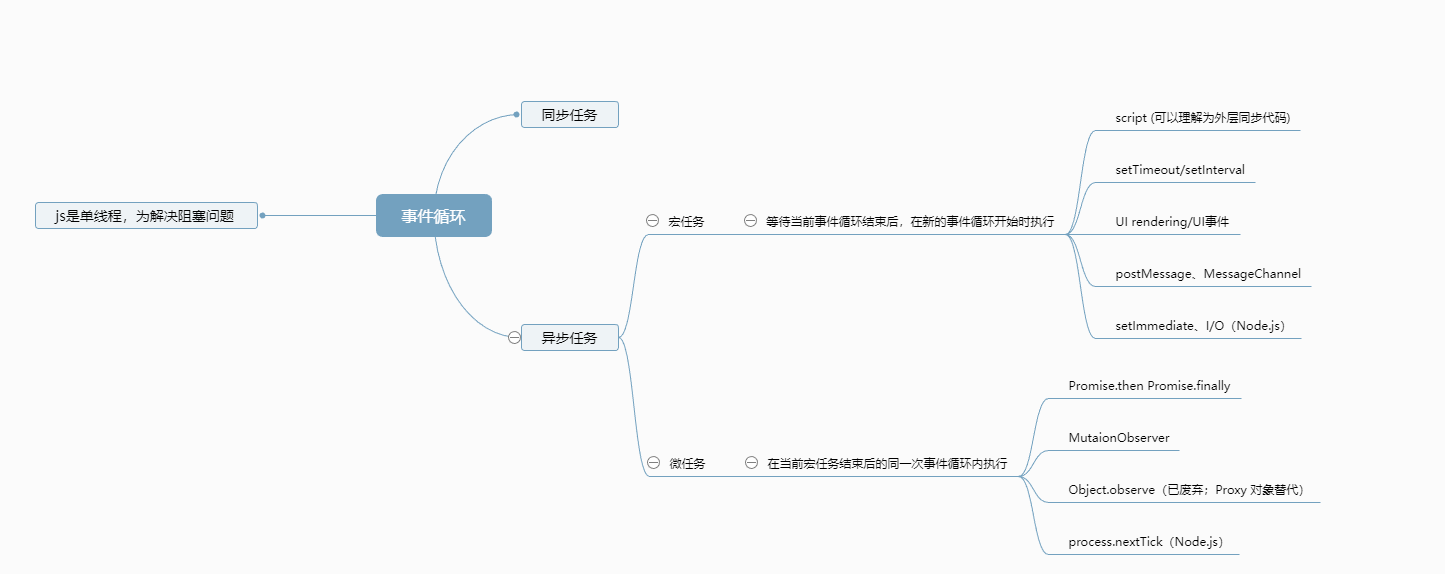 js是单线程，为解决阻塞问题
事件循环
同步任务
异步任务
宏任务
等待当前事件循环结束后，在新的事件循环开始时执行
script (可以理解为外层同步代码)
setTimeout/setInterval
UI rendering/UI事件
postMessage、MessageChannel
setImmediate、I/O（Node.js）
微任务
在当前宏任务结束后的同一次事件循环内执行
Promise.then Promise.finally
MutaionObserver
Object.observe（已废弃；Proxy 对象替代）
process.nextTick（Node.js）